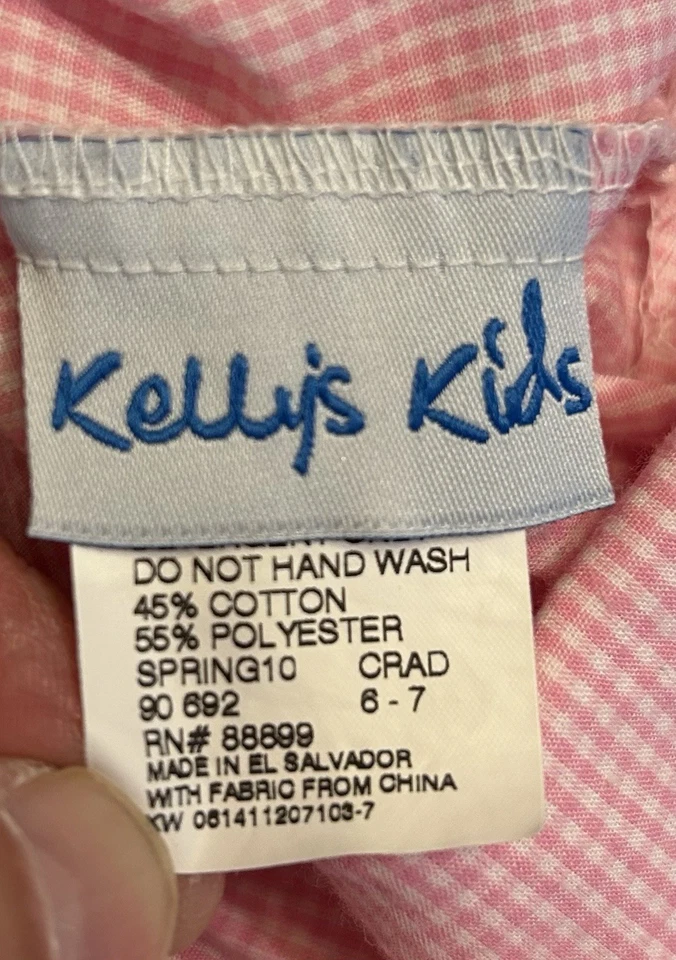 Kelly's Kids
DO NOT HAND WASH
45% COTTON
55% POLYESTER
SPRING10 CRAD
90 692 6 - 7
RN# 88899
MADE IN EL SALVADOR
WITH FABRIC FROM CHINA
XW 061411207103-7